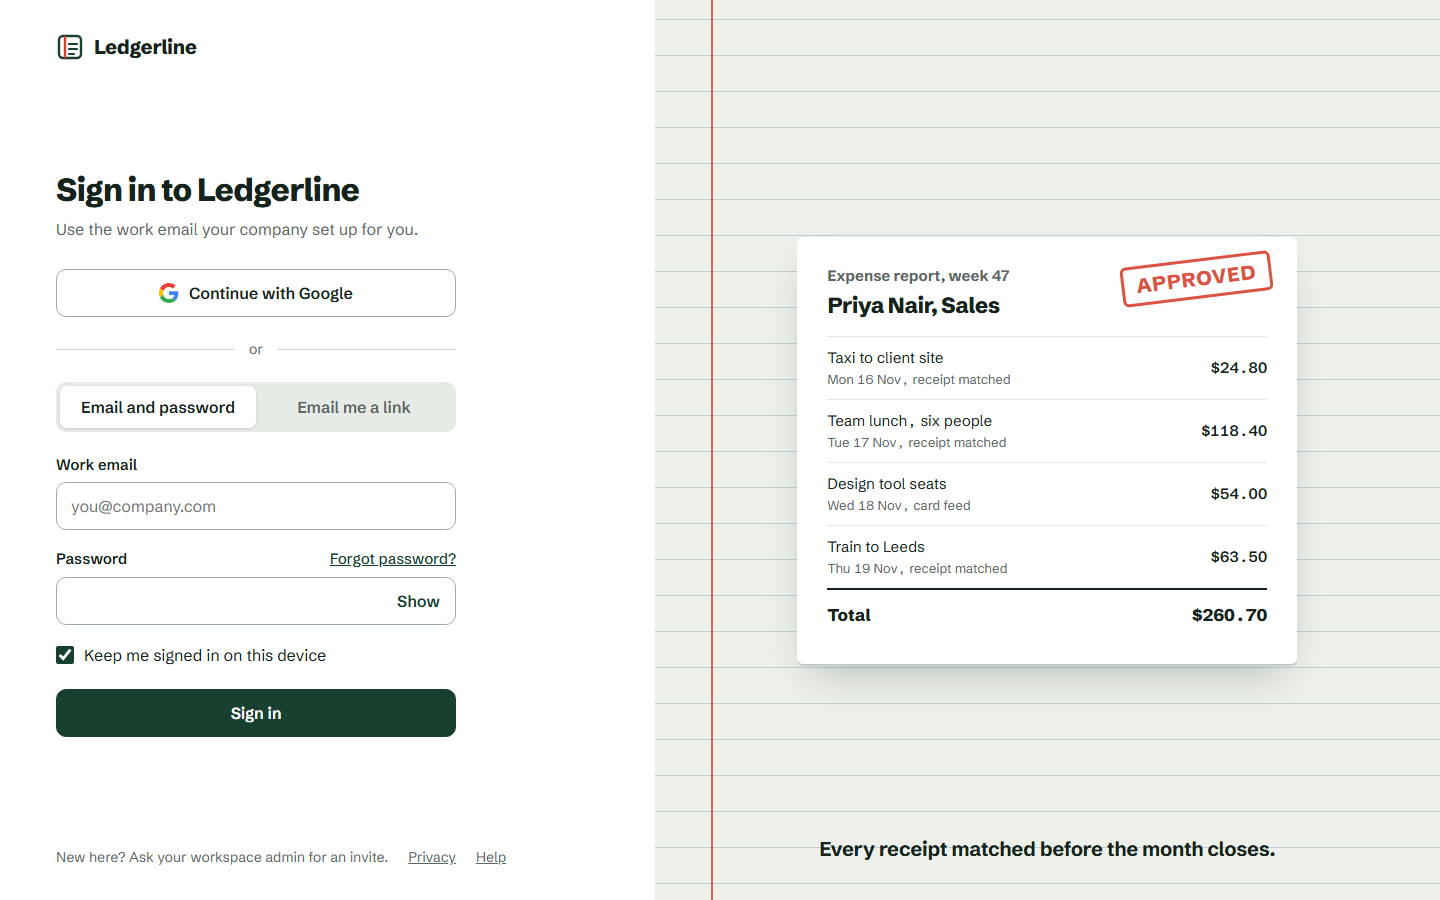 Ledgerline
Sign in to Ledgerline
Use the work email your company set up for you.
Continue with Google
or
Email and password
Email me a link
Work email
you@company.com
Password
Forgot password?
Show
Keep me signed in on this device
Sign in
New here? Ask your workspace admin for an invite.
Privacy
Help
Expense report, week 47
Priya Nair, Sales
APPROVED
Taxi to client site
Mon 16 Nov, receipt matched
$24.80
Team lunch, six people
Tue 17 Nov, receipt matched
$118.40
Design tool seats
Wed 18 Nov, card feed
$54.00
Train to Leeds
Thu 19 Nov, receipt matched
$63.50
Total
$260.70
Every receipt matched before the month closes.